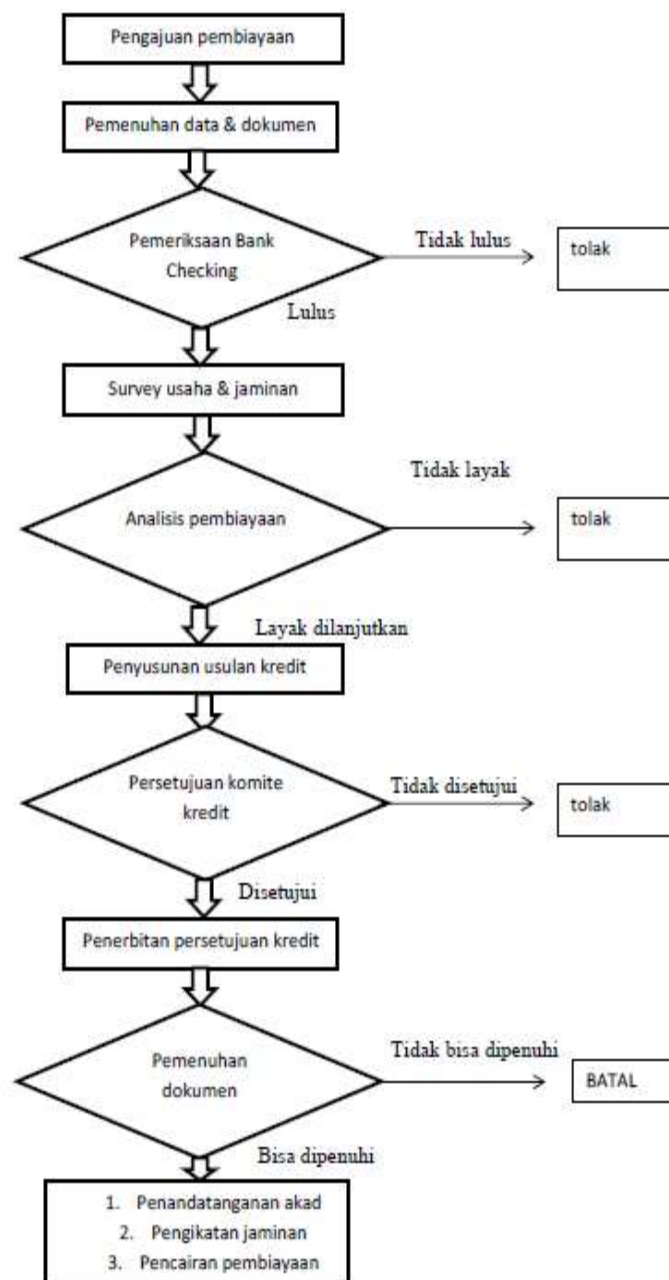 Pengajuan pembiayaan
Pemenuhan data & dokumen
Pemeriksaan Bank
Checking
Tidak lulus
tolak
Lulus
Survey usaha & jaminan
Analisis pembiayaan
Tidak layak
tolak
Layak dilanjutkan
Penyusunan usulan kredit
Persetujuan komite
kredit
Tidak disetujui
tolak
Disetujui
Penerbitan persetujuan kredit
Pemenuhan
dokumen
Tidak bisa dipenuhi
BATAL
Bisa dipenuhi
1. Penandatanganan akad
2. Pengikatan jaminan
3. Pencairan pembiayaan